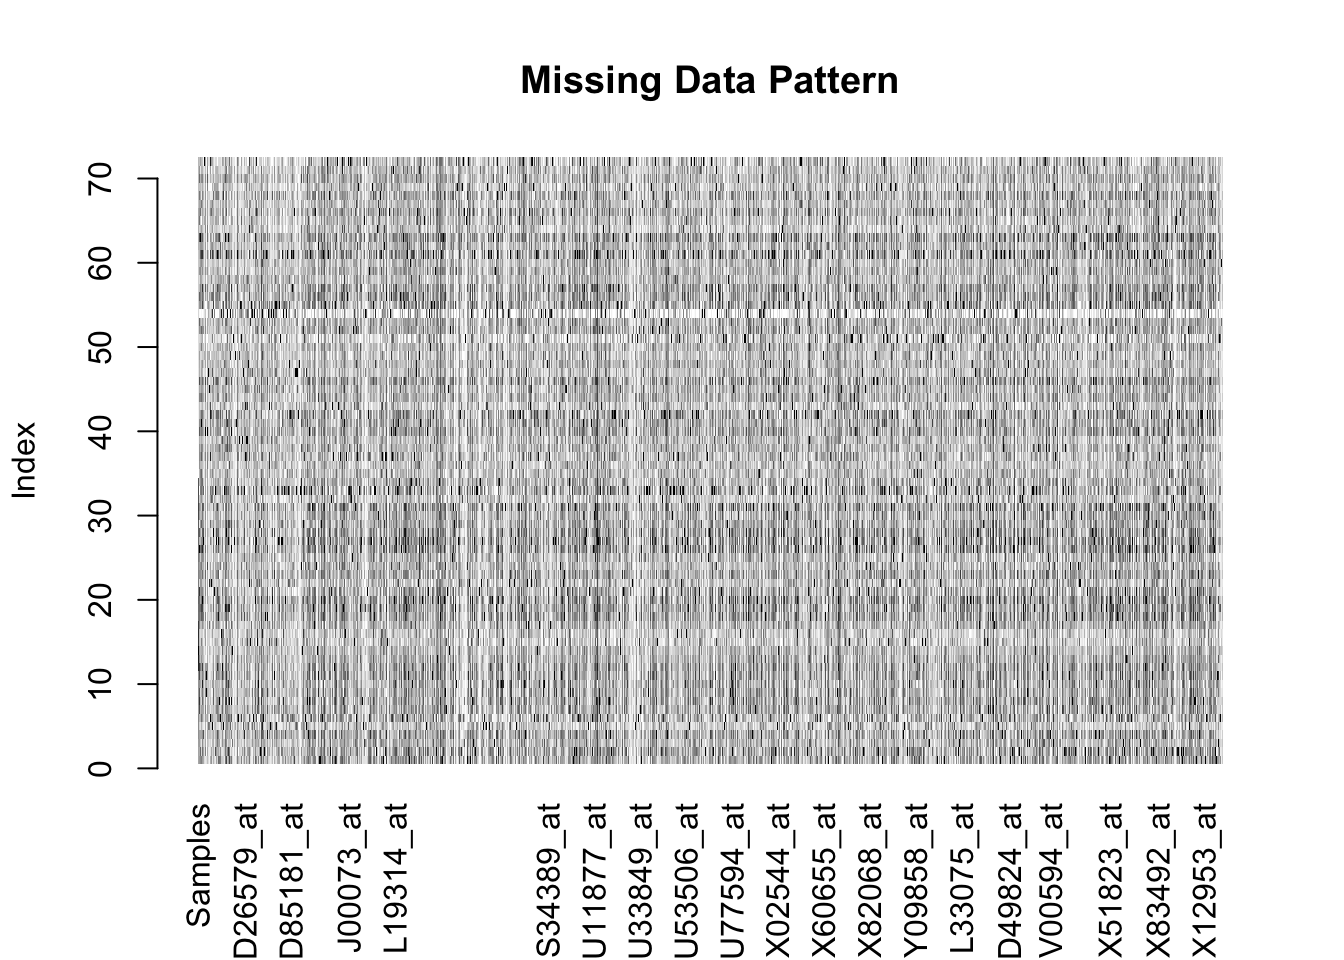 Missing Data Pattern
Index
70
60
50
40
30
20
10
0
Samples
D26579_at
D85181_at
J00073_at
L19314_at
S34389_at
U11877_at
U33849_at
U53506_at
U77594_at
X02544_at
X60655_at
X82068_at
Y09858_at
L33075_at
D49824_at
V00594_at
X51823_at
X83492_at
X12953_at